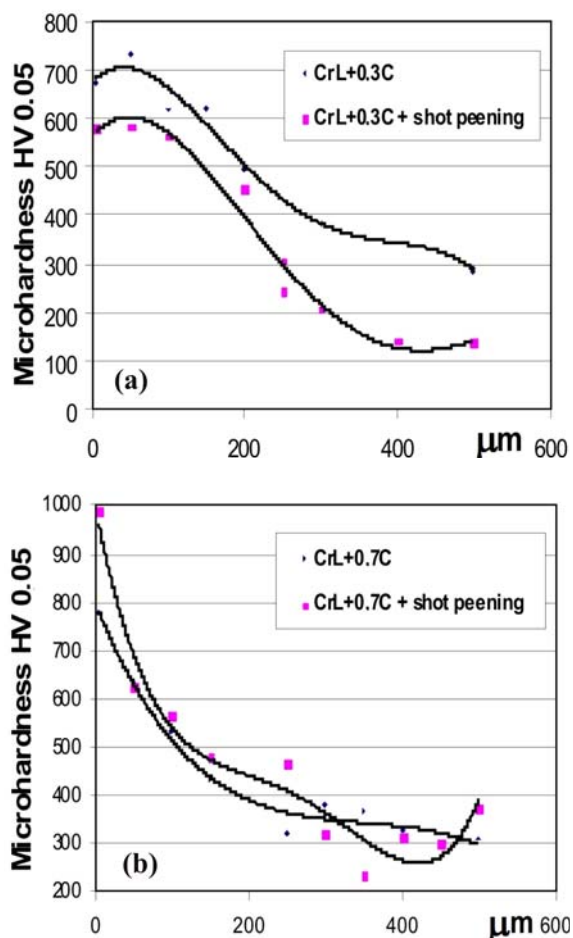 800
700
600
500
400
300
200
100
0
Microhardness HV 0.05
CrL+0.3C
CrL+0.3C + shot peening
(a)
0 200 400 600
μm
1000
900
800
700
600
500
400
300
200
Microhardness HV 0.05
CrL+0.7C
CrL+0.7C + shot peening
(b)
0 200 400 600
μm